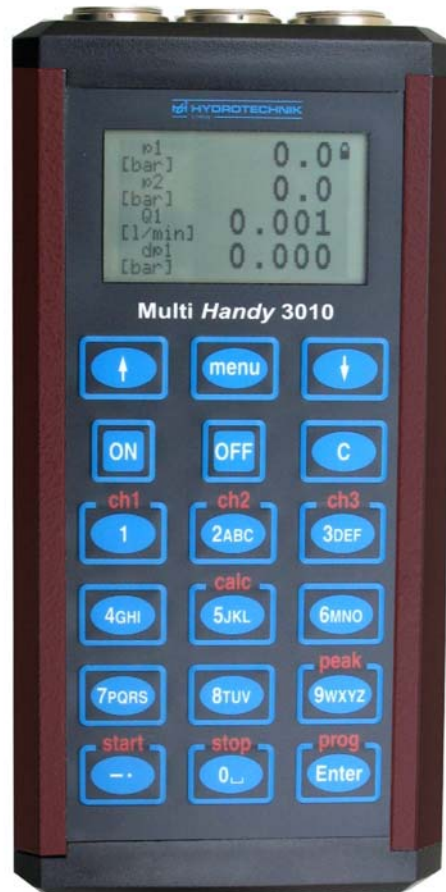 HYDROTECHNIK
p1 0.0
[bar]
p2 0.0
[bar]
Q1 0.001
[l/min]
dp1 0.000
[bar]
Multi Handy 3010
menu
ON OFF C
ch1 ch2 ch3
1 2ABC 3DEF
calc
4GHI 5JKL 6MNO
peak
7PQRS 8TUV 9WXYZ
start stop prog
–· 0⎵ Enter